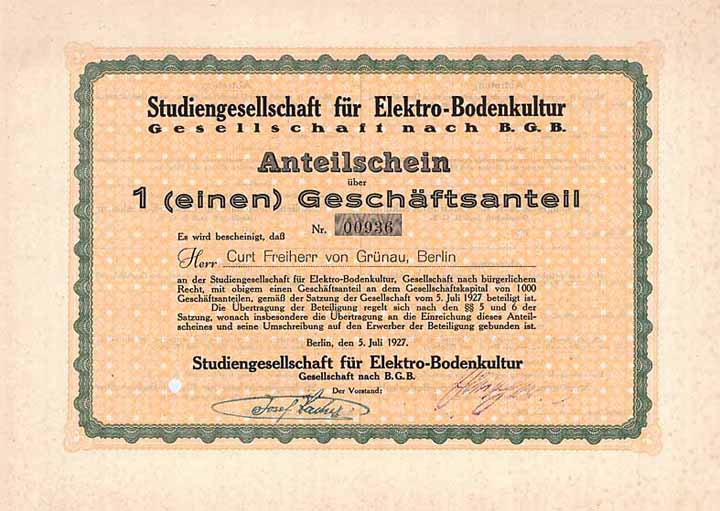 Studiengesellschaft für Elektro-Bodenkultur
Gesellschaft nach B.G.B.
Anteilschein
über
1 (einen) Geschäftsanteil
Nr. 00936
Es wird bescheinigt, daß
Herr Curt Freiherr von Grünau, Berlin
an der Studiengesellschaft für Elektro-Bodenkultur, Gesellschaft nach bürgerlichem
Recht, mit obigem einen Geschäftsanteil an dem Gesellschaftskapital von 1000
Geschäftsanteilen, gemäß der Satzung der Gesellschaft vom 5. Juli 1927 beteiligt ist.
Die Übertragung der Beteiligung regelt sich nach den §§ 5 und 6 der
Satzung, wonach insbesondere die Übertragung an die Einreichung dieses Anteil-
scheines und seine Umschreibung auf den Erwerber der Beteiligung gebunden ist.
Berlin, den 5. Juli 1927.
Studiengesellschaft für Elektro-Bodenkultur
Gesellschaft nach B.G.B.
Der Vorstand:
Josef